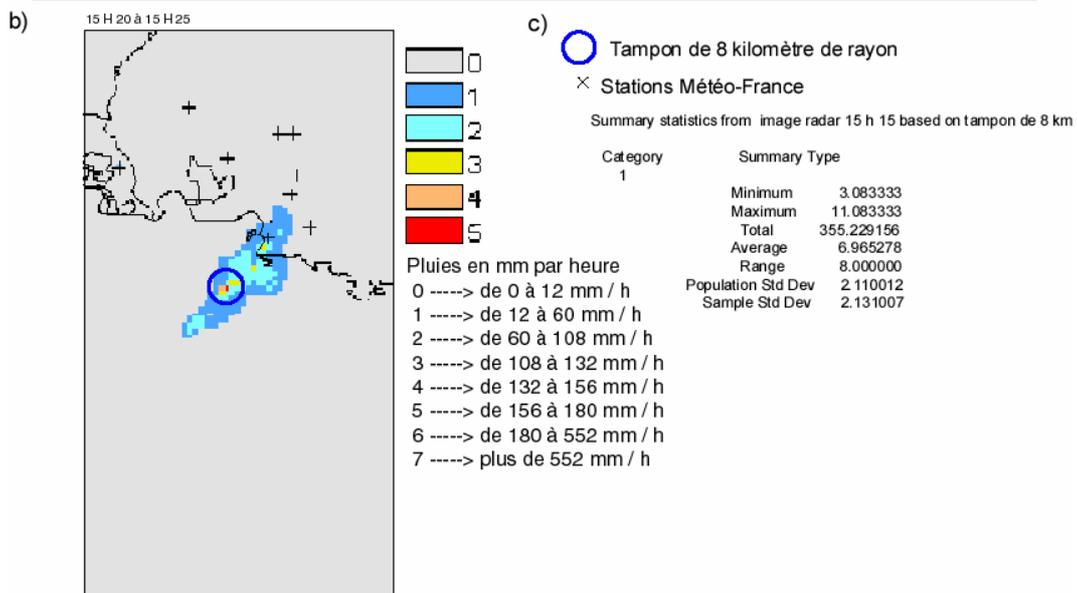 b)
15 H 20 à 15 H 25
0
1
2
3
4
5
Pluies en mm par heure
0 -----> de 0 à 12 mm / h
1 -----> de 12 à 60 mm / h
2 -----> de 60 à 108 mm / h
3 -----> de 108 à 132 mm / h
4 -----> de 132 à 156 mm / h
5 -----> de 156 à 180 mm / h
6 -----> de 180 à 552 mm / h
7 -----> plus de 552 mm / h
c)
Tampon de 8 kilomètre de rayon
Stations Météo-France
Summary statistics from image radar 15 h 15 based on tampon de 8 km
Category Summary Type
1
Minimum 3.083333
Maximum 11.083333
Total 355.229156
Average 6.965278
Range 8.000000
Population Std Dev 2.110012
Sample Std Dev 2.131007